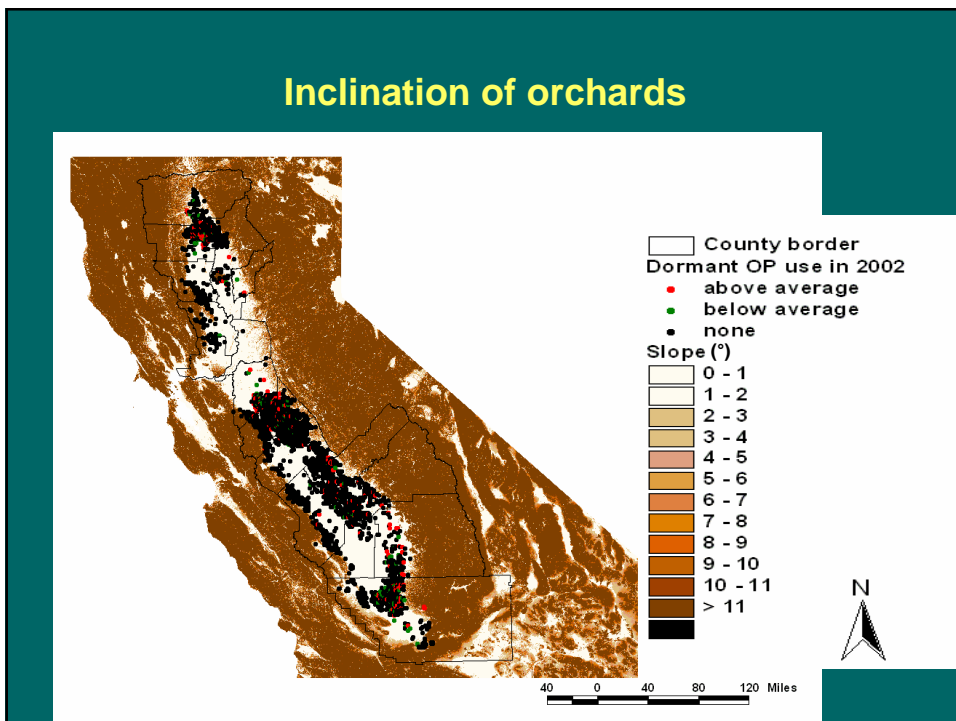 Inclination of orchards
County border
Dormant OP use in 2002
above average
below average
none
Slope (°)
0 - 1
1 - 2
2 - 3
3 - 4
4 - 5
5 - 6
6 - 7
7 - 8
8 - 9
9 - 10
10 - 11
> 11
N
40 0 40 80 120 Miles